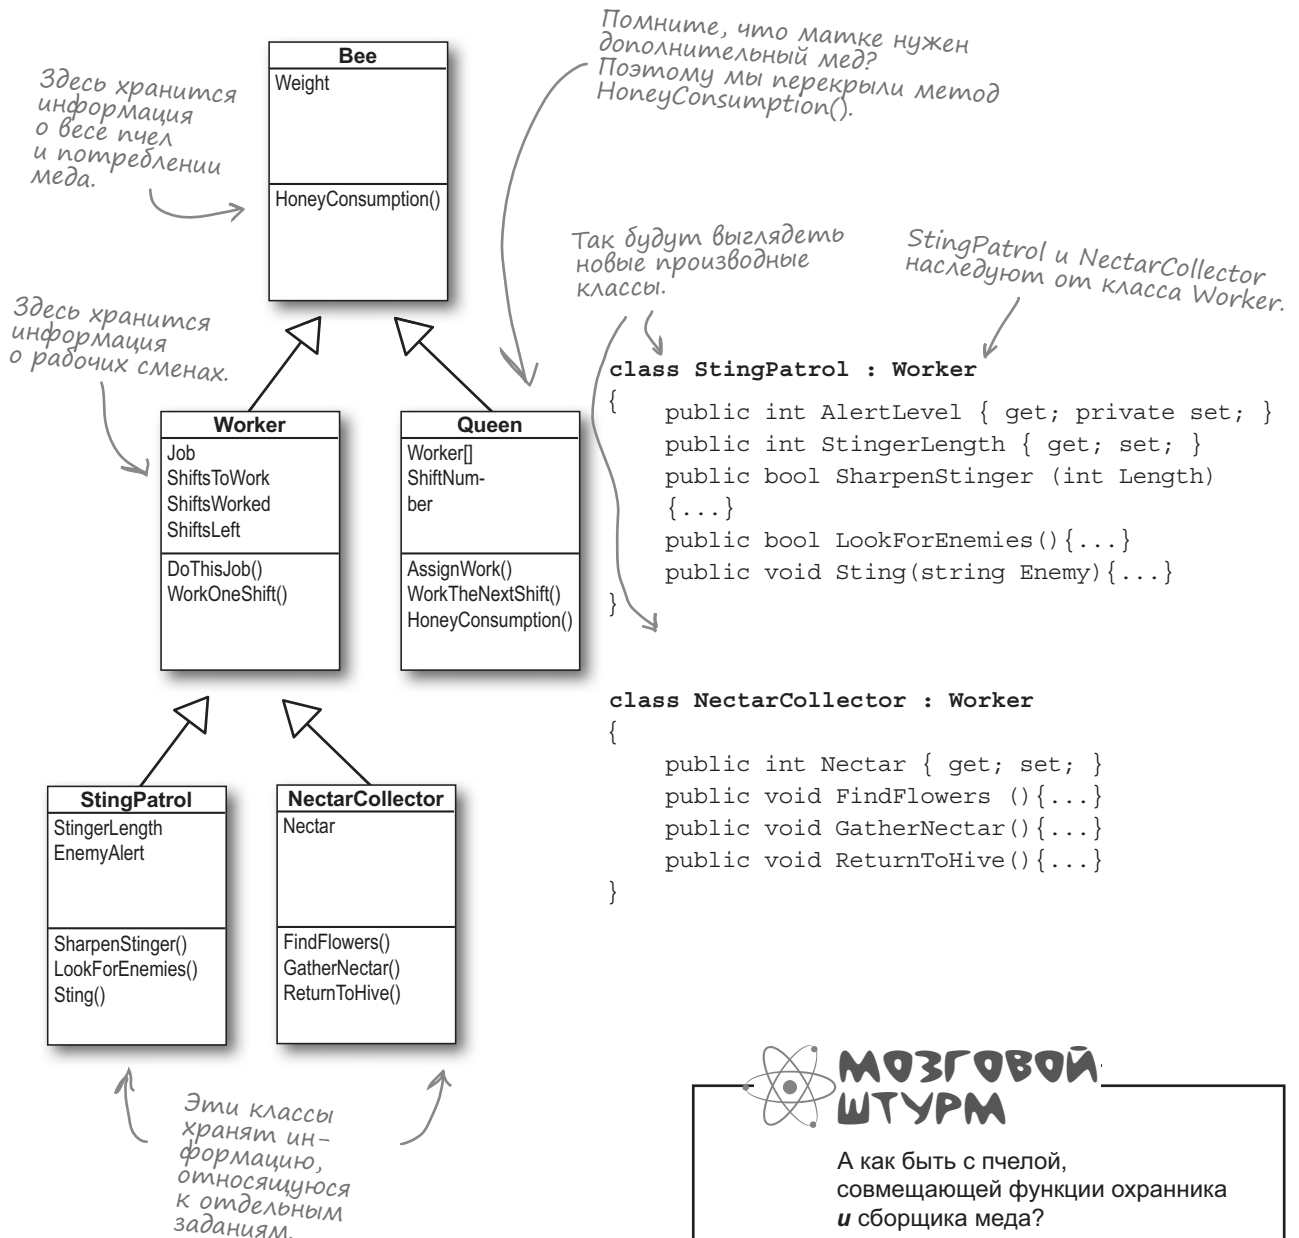 Помните, что матке нужен
дополнительный мед?
Поэтому мы перекрыли метод
HoneyConsumption().
Здесь хранится
информация
о весе пчел
и потреблении
меда.
Bee
Weight
HoneyConsumption()
Так будут выглядеть
новые производные
классы.
StingPatrol и NectarCollector
наследуют от класса Worker.
Здесь хранится
информация
о рабочих сменах.
Worker
Job
ShiftsToWork
ShiftsWorked
ShiftsLeft
DoThisJob()
WorkOneShift()
Queen
Worker[]
ShiftNum-
ber
AssignWork()
WorkTheNextShift()
HoneyConsumption()
class StingPatrol : Worker
{
public int AlertLevel { get; private set; }
public int StingerLength { get; set; }
public bool SharpenStinger (int Length)
{...}
public bool LookForEnemies(){...}
public void Sting(string Enemy){...}
}
class NectarCollector : Worker
{
public int Nectar { get; set; }
public void FindFlowers (){...}
public void GatherNectar(){...}
public void ReturnToHive(){...}
}
StingPatrol
StingerLength
EnemyAlert
SharpenStinger()
LookForEnemies()
Sting()
NectarCollector
Nectar
FindFlowers()
GatherNectar()
ReturnToHive()
Эти классы
хранят ин-
формацию,
относящуюся
к отдельным
заданиям.
МОЗГОВОЙ
ШТУРМ
А как быть с пчелой,
совмещающей функции охранника
и сборщика меда?